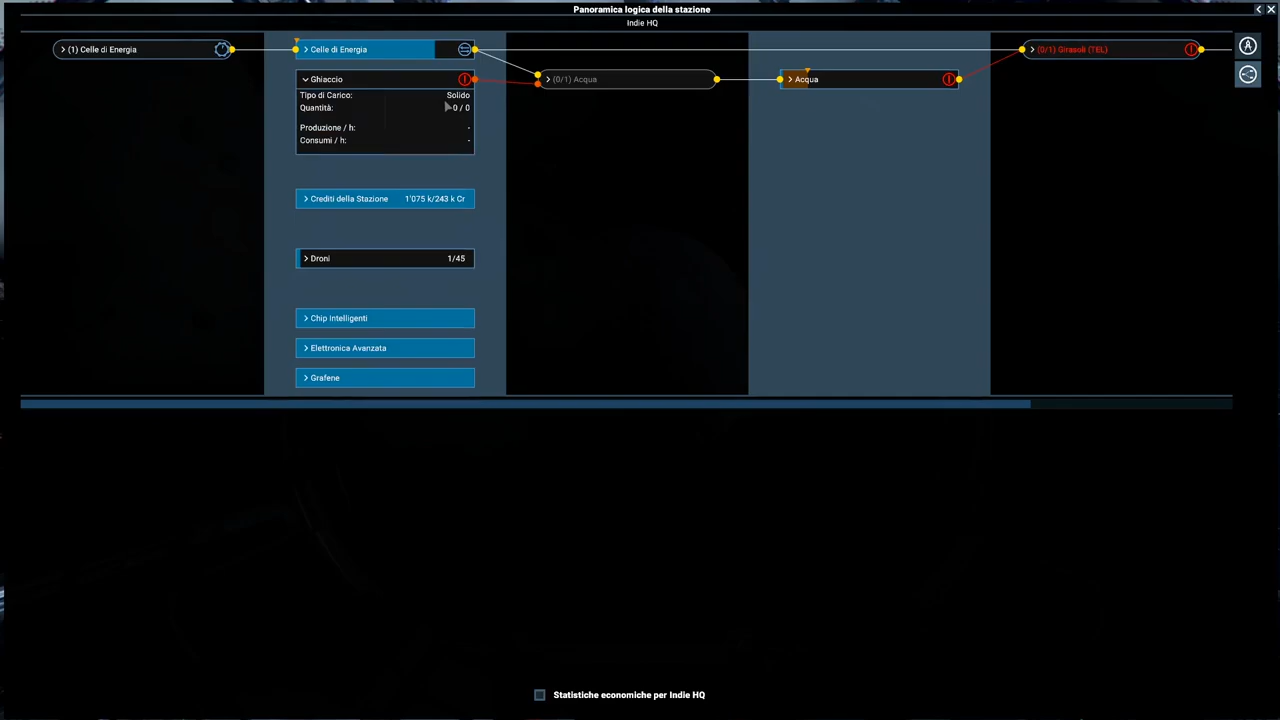 Panoramica logica della stazione
Indie HQ
(1) Celle di Energia
Celle di Energia
(0/1) Girasoli (TEL)
Ghiaccio
(0/1) Acqua
Acqua
Tipo di Carico: Solido
Quantità: 0 / 0
Produzione / h: -
Consumi / h: -
Crediti della Stazione 1'075 k/243 k Cr
Droni 1/45
Chip Intelligenti
Elettronica Avanzata
Grafene
Statistiche economiche per Indie HQ